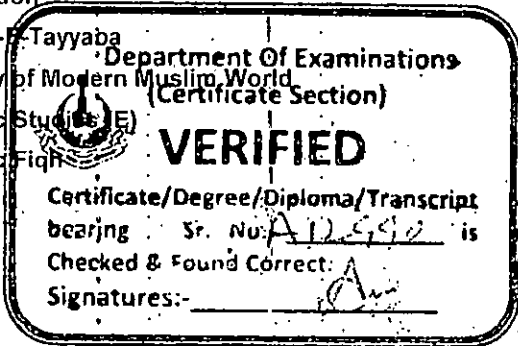 -E-Tayyaba
Department Of Examinations
of Modern Muslim World
(Certificate Section)
Studies (E)
Fiqh
VERIFIED
Certificate/Degree/Diploma/Transcript
bearing Sr. No: is
Checked & Found Correct:
Signatures:-